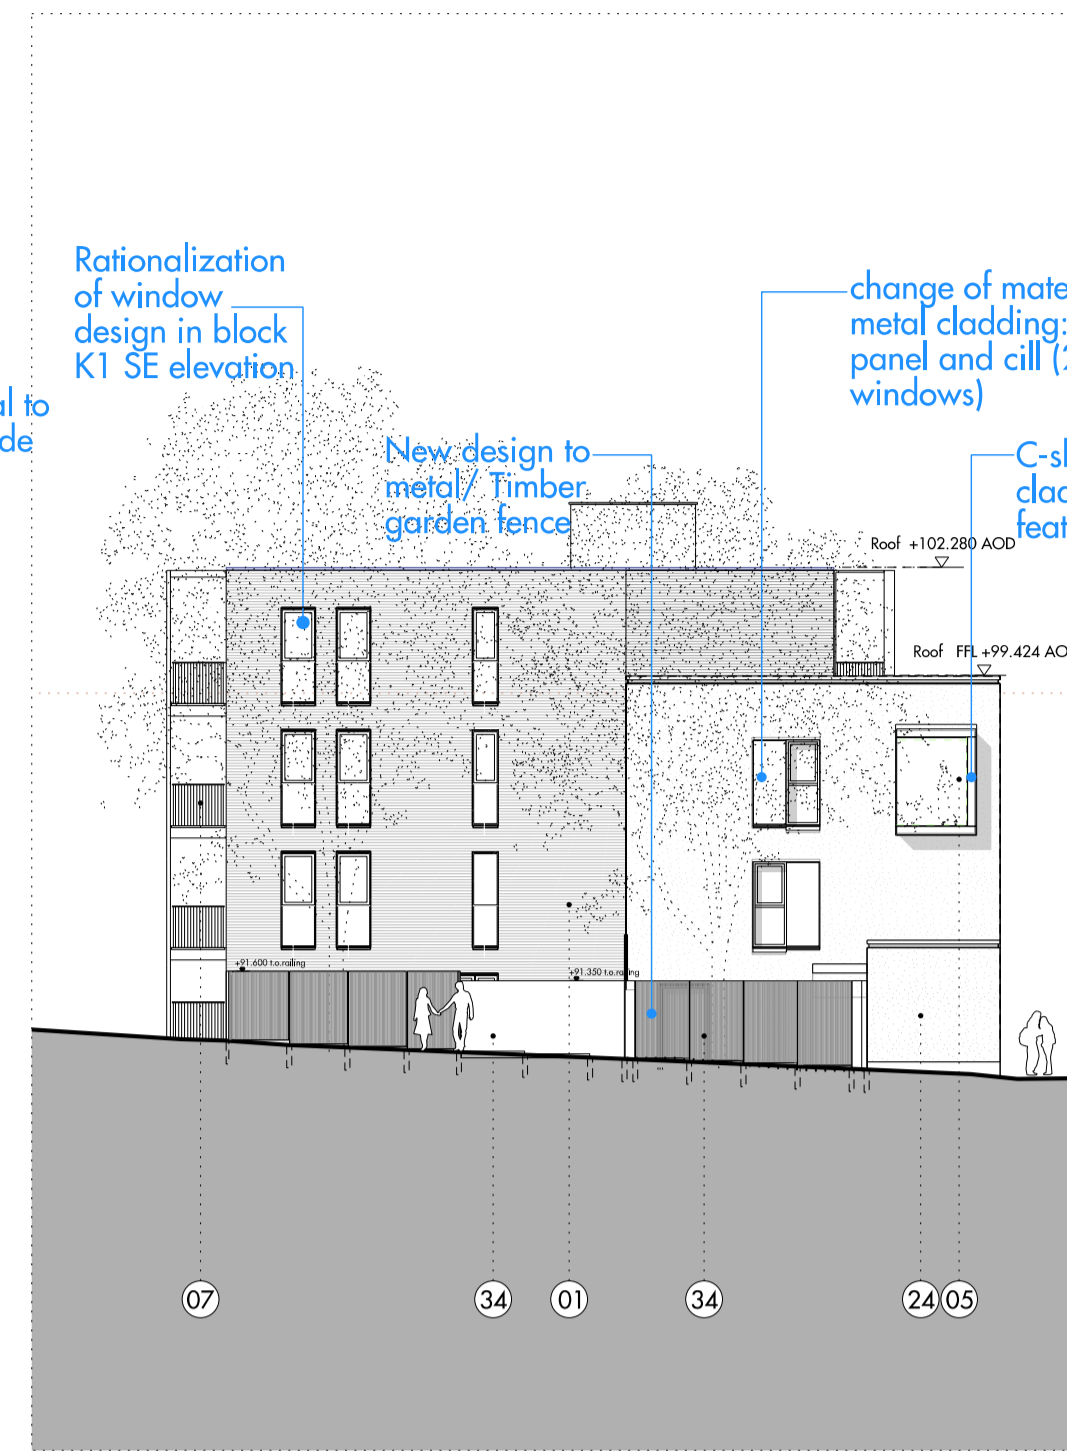 Rationalization
of window
design in block
K1 SE elevation
al to
de
New design to
metal/ Timber
garden fence
change of mate
metal cladding:
panel and cill (2
windows)
C-sl
clad
feat
Roof +102.280 AOD
Roof FFL +99.424 AO
+91.600 t.o.railing
+91.350 t.o.railing
07
34
01
34
24
05